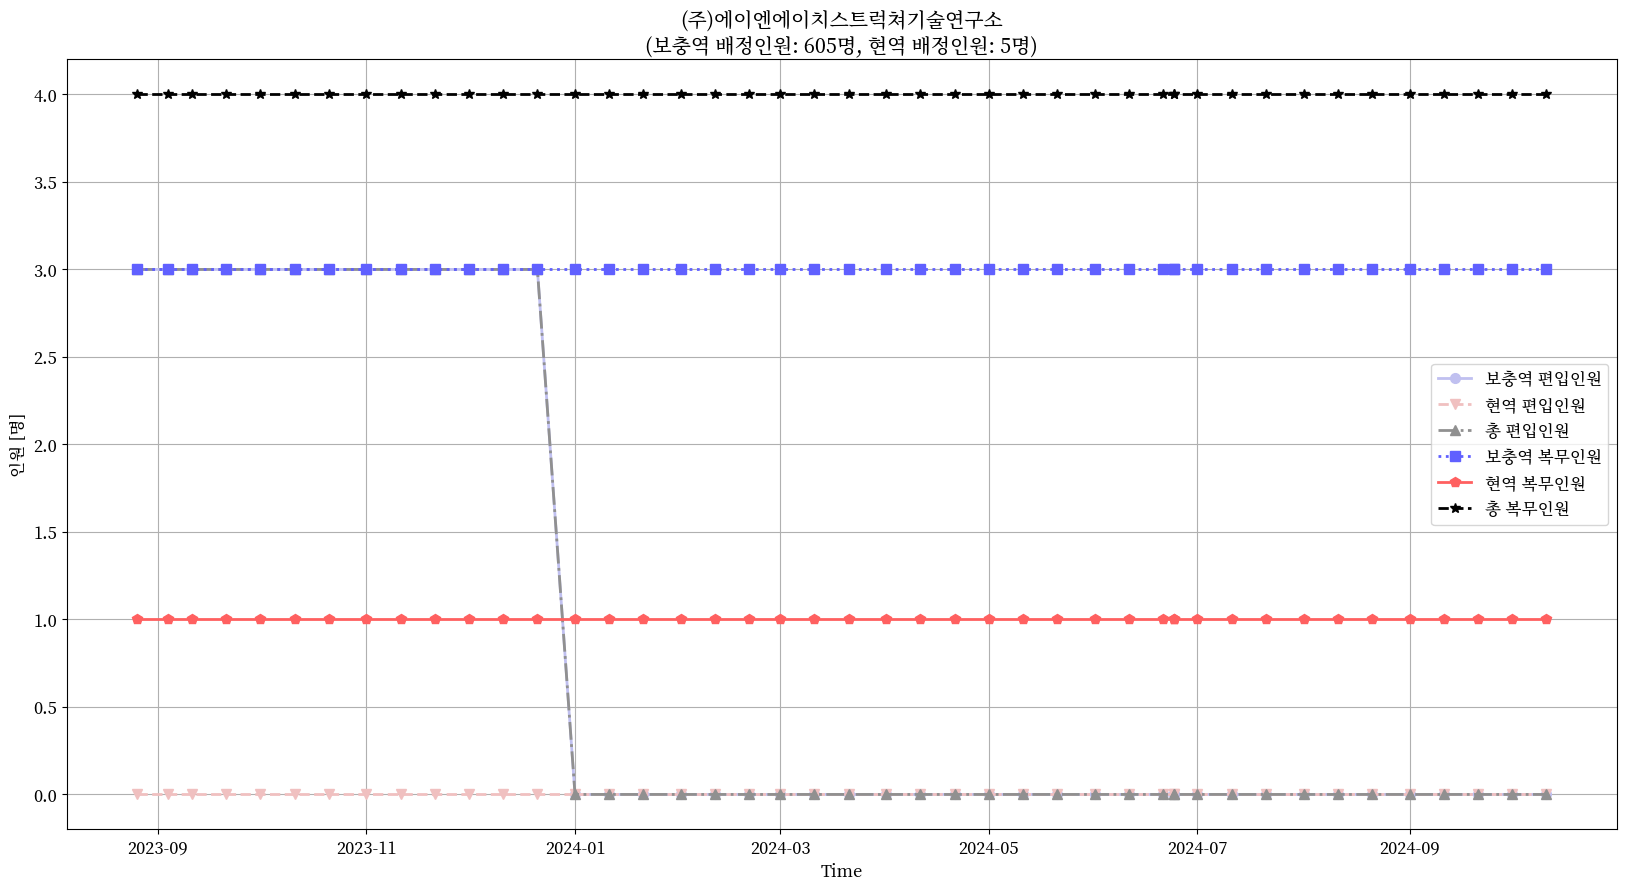 (주)에이엔에이치스트럭쳐기술연구소
(보충역 배정인원: 605명, 현역 배정인원: 5명)
4.0
3.5
3.0
2.5
2.0
1.5
1.0
0.5
0.0
인원 [명]
보충역 편입인원
현역 편입인원
총 편입인원
보충역 복무인원
현역 복무인원
총 복무인원
2023-09
2023-11
2024-01
2024-03
2024-05
2024-07
2024-09
Time